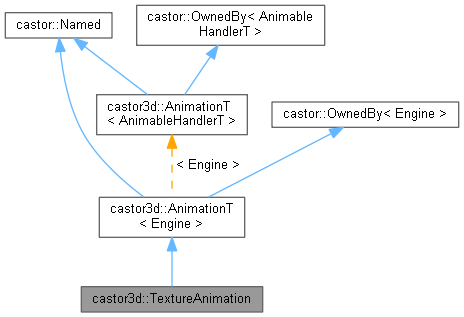 castor::Named
castor::OwnedBy< Animable
HandlerT >
castor3d::AnimationT
< AnimableHandlerT >
castor::OwnedBy< Engine >
< Engine >
castor3d::AnimationT
< Engine >
castor3d::TextureAnimation